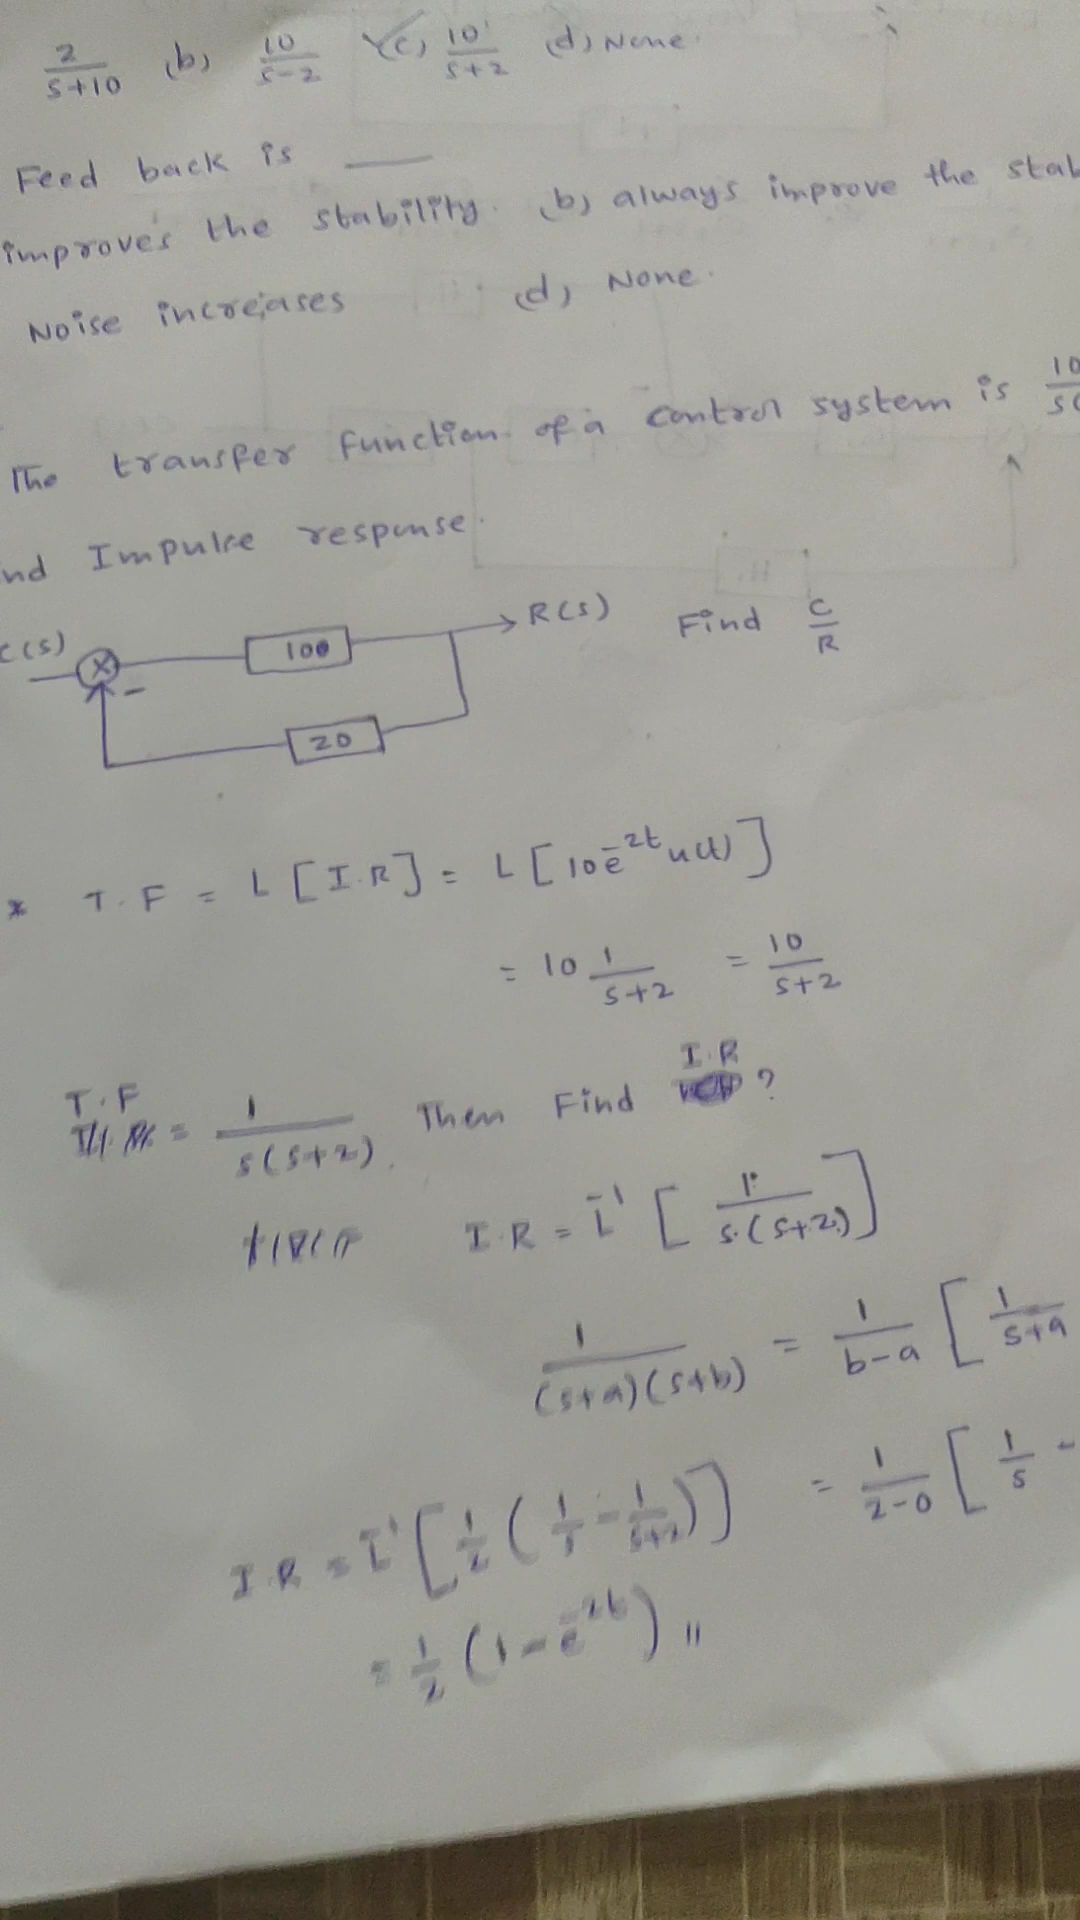 2/(s+10) (b) 10/(s-2) (c) 10/(s+2) (d) None.
Feed back is ___
improves the stability. (b) always improve the stab
Noise increases (d) None.
The transfer function of a control system is 10/s(
nd Impulse response.
C(s) × - 100 R(s) Find C/R
20
* T.F = L[I.R] = L[10e^-2t u(t)]
= 10 1/(s+2) = 10/(s+2)
I.R
T.F = 1/(s(s+2)). Then Find ?
I.R = L^-1 [1/(s.(s+2))]
1/((s+a)(s+b)) = 1/(b-a) [1/(s+a)
= 1/(2-0) [1/s -
I.R = L^-1 [1/2 (1/s - 1/(s+2))]
= 1/2 (1 - e^-2t) //